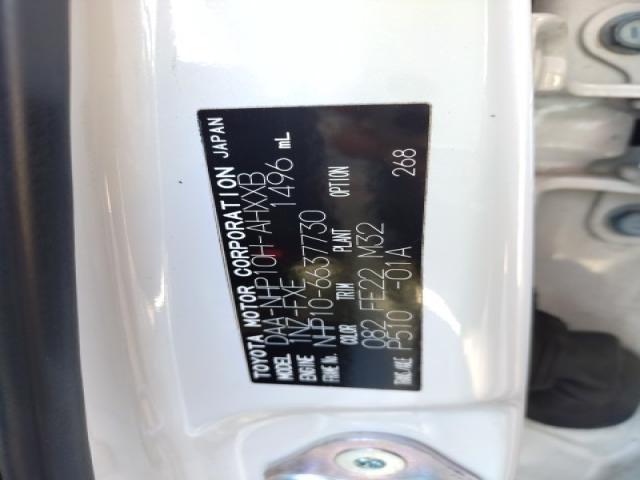 TOYOTA MOTOR CORPORATION JAPAN
MODEL DAA-NHP10H-AHXXB
ENGINE 1NZ-FXE 1496 mL
FRAME No. NHP10-6637730
COLOR TRIM PLANT OPTION
082 FE22 M32
TRANS./AXLE P510 -01A 268